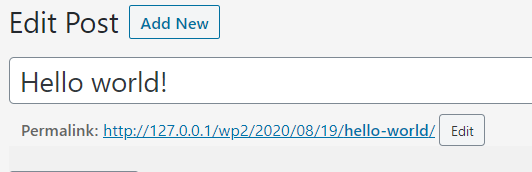 Edit Post Add New
Hello world!
Permalink: http://127.0.0.1/wp2/2020/08/19/hello-world/ Edit